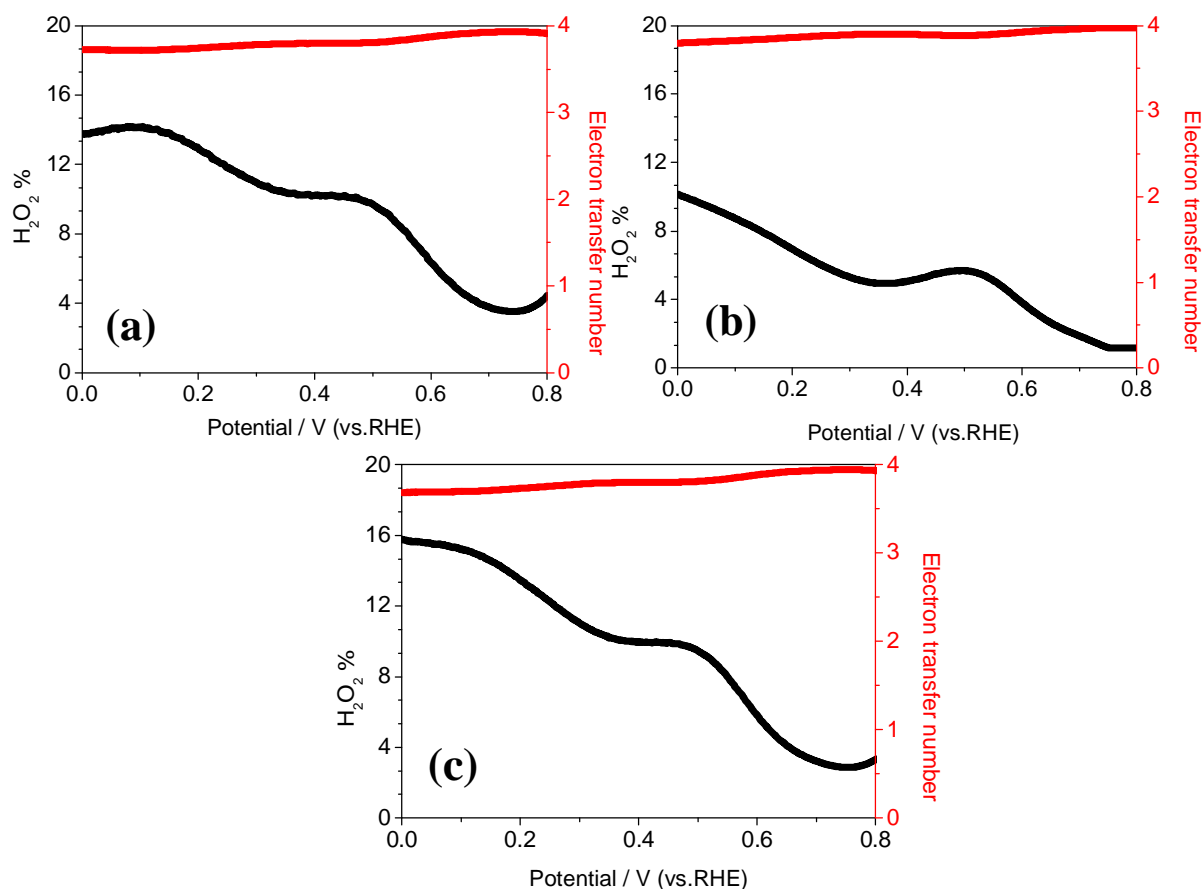 20
16
12
8
4
0
H₂O₂ %
(a)
0.0 0.2 0.4 0.6 0.8
Potential / V (vs.RHE)
4
3
2
1
0
Electron transfer number
20
16
12
8
4
0
H₂O₂ %
(b)
0.0 0.2 0.4 0.6 0.8
Potential / V (vs.RHE)
4
3
2
1
0
Electron transfer number
20
16
12
8
4
0
H₂O₂ %
(c)
0.0 0.2 0.4 0.6 0.8
Potential / V (vs.RHE)
4
3
2
1
0
Electron transfer number